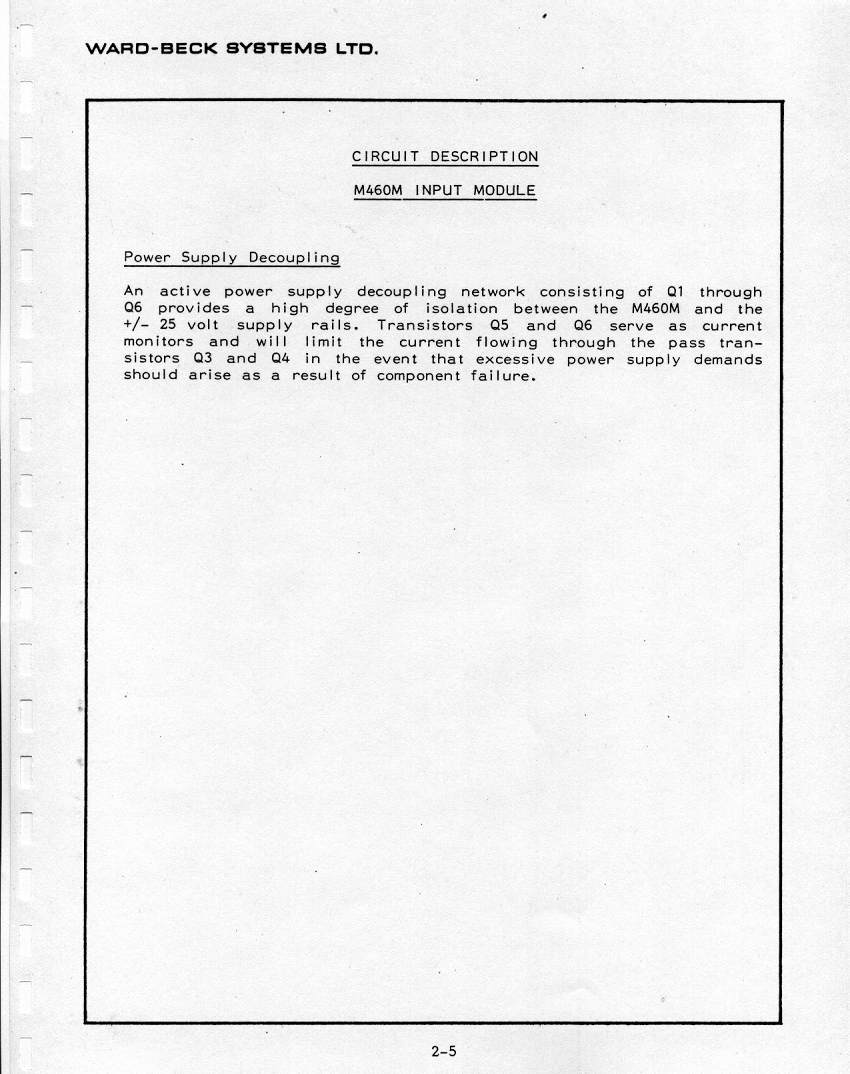 WARD-BECK SYSTEMS LTD.
CIRCUIT DESCRIPTION
M460M INPUT MODULE
Power Supply Decoupling
An active power supply decoupling network consisting of Q1 through
Q6 provides a high degree of isolation between the M460M and the
+/- 25 volt supply rails. Transistors Q5 and Q6 serve as current
monitors and will limit the current flowing through the pass tran-
sistors Q3 and Q4 in the event that excessive power supply demands
should arise as a result of component failure.
2-5